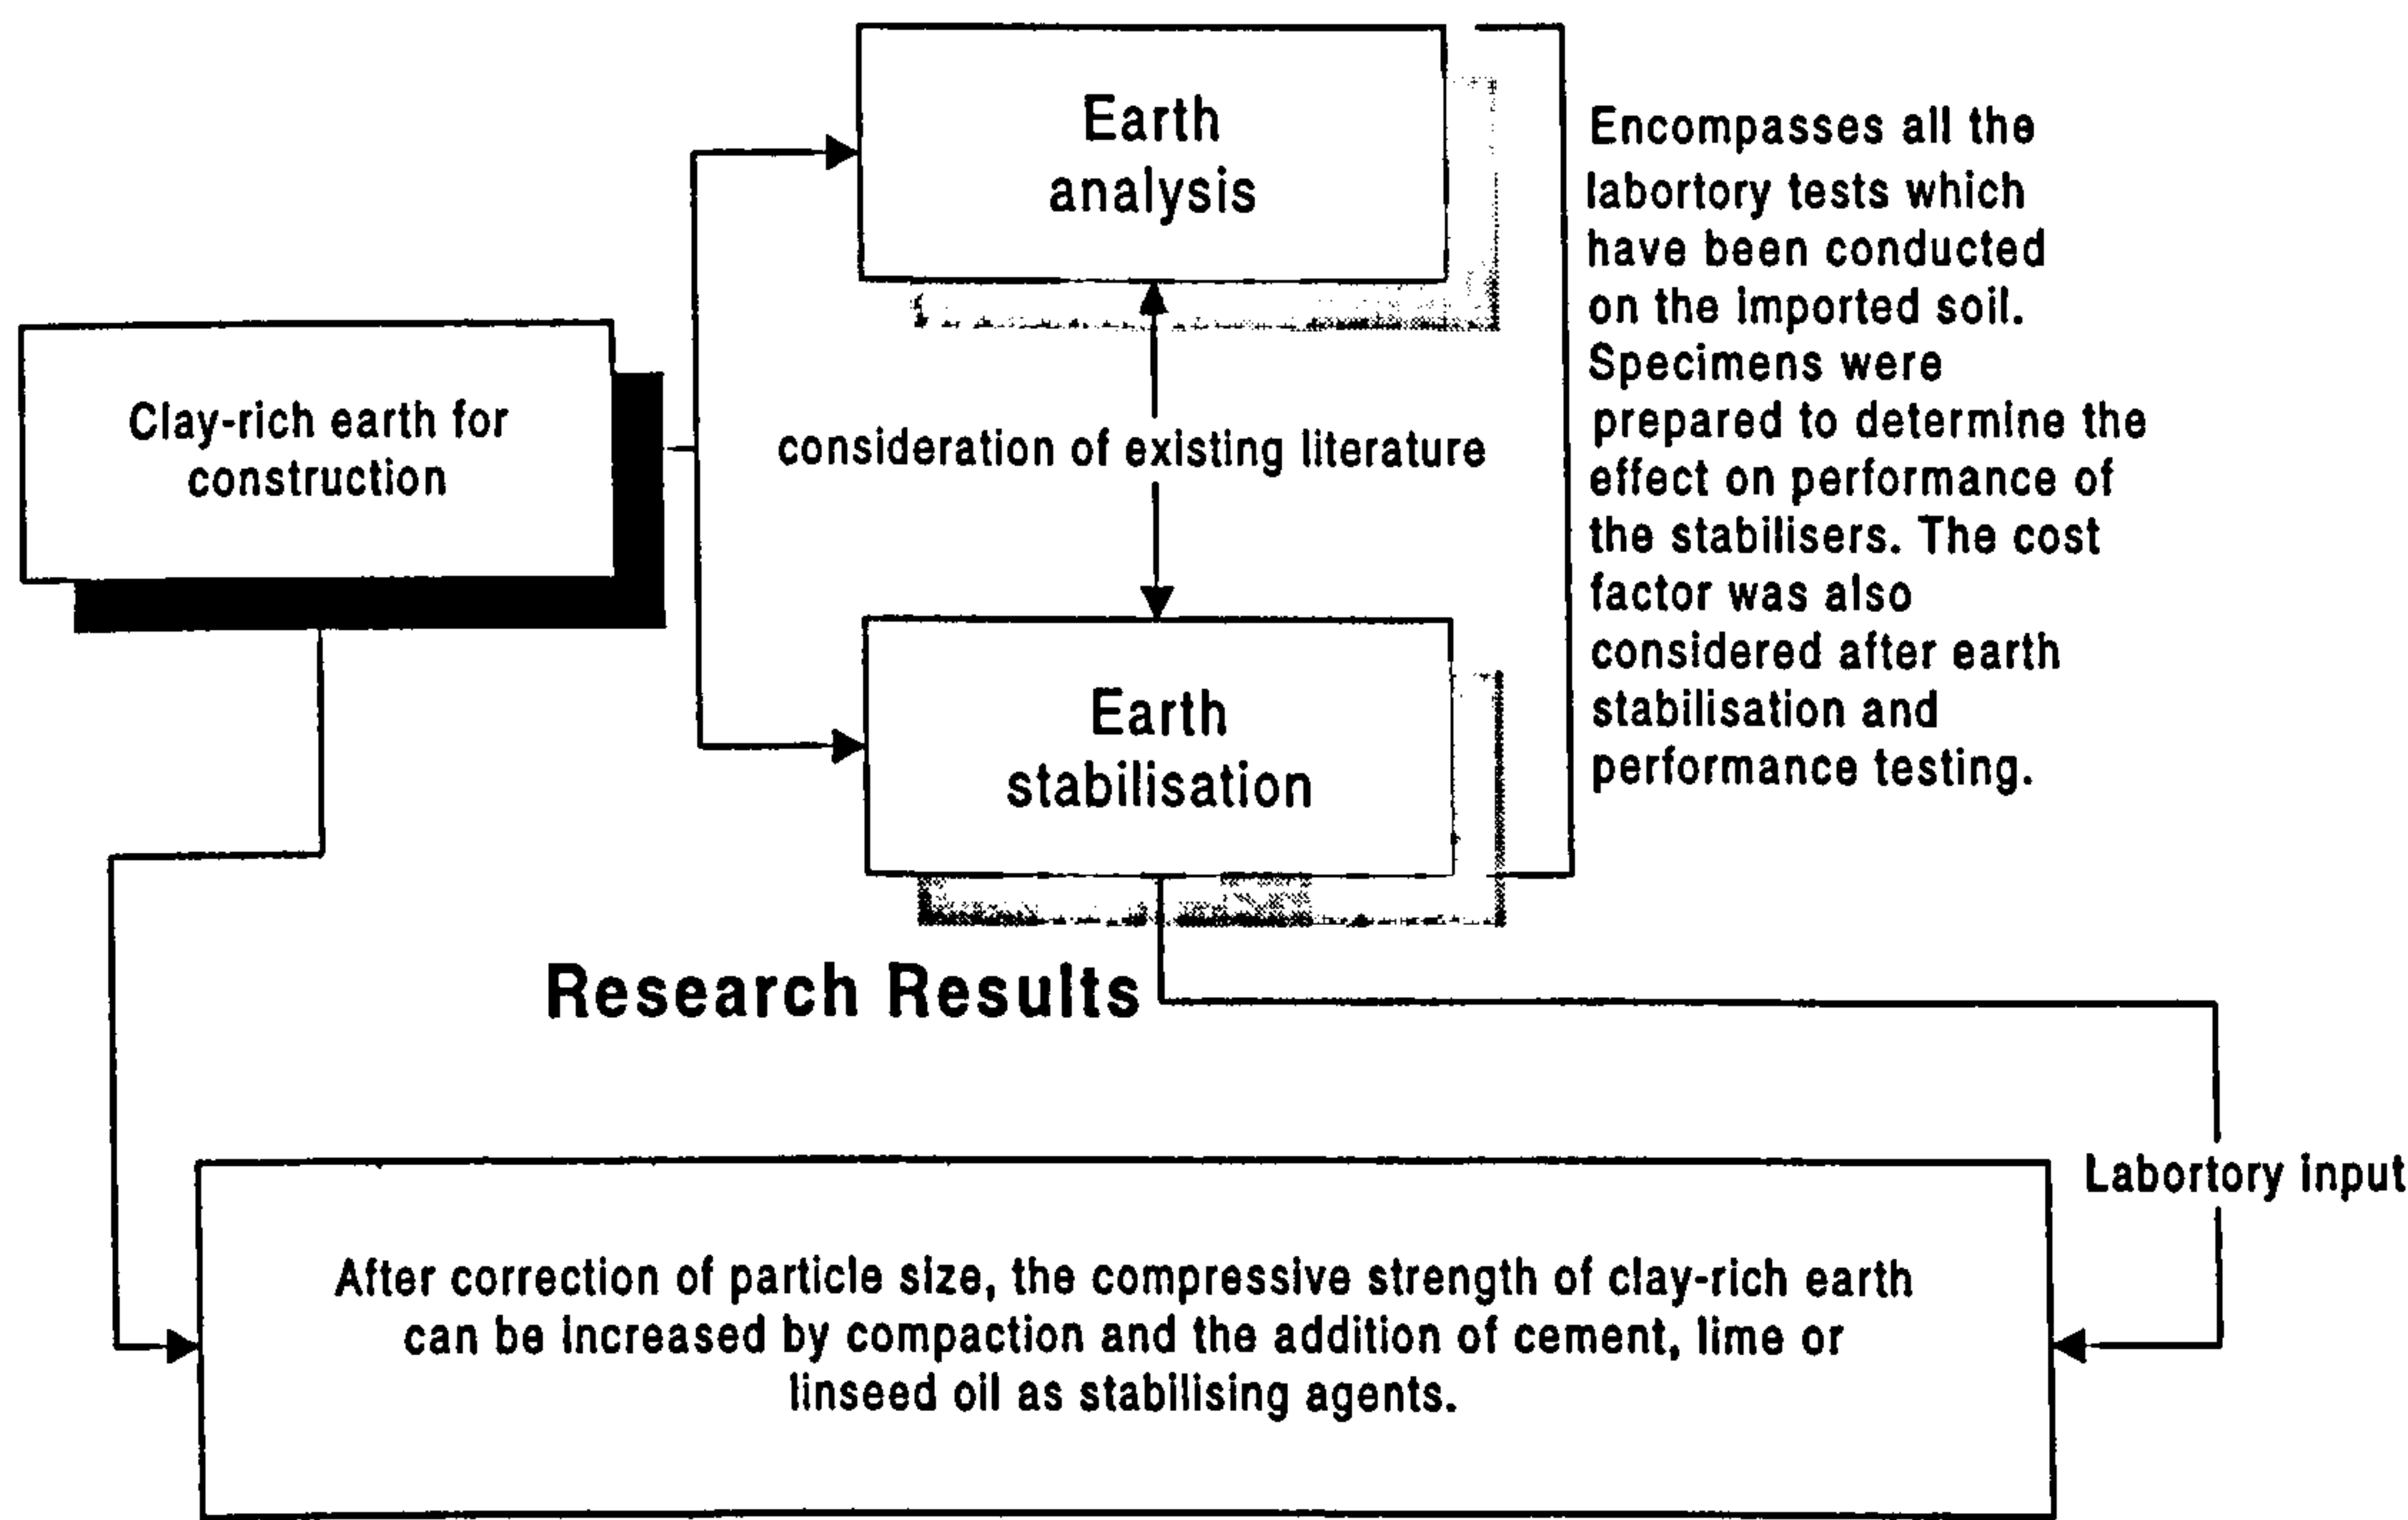 Earth
analysis
Encompasses all the
labortory tests which
have been conducted
on the imported soil.
Specimens were
prepared to determine the
effect on performance of
the stabilisers. The cost
factor was also
considered after earth
stabilisation and
performance testing.
Clay-rich earth for
construction
consideration of existing literature
Earth
stabilisation
Research Results
Labortory input
After correction of particle size, the compressive strength of clay-rich earth
can be increased by compaction and the addition of cement, lime or
linseed oil as stabilising agents.